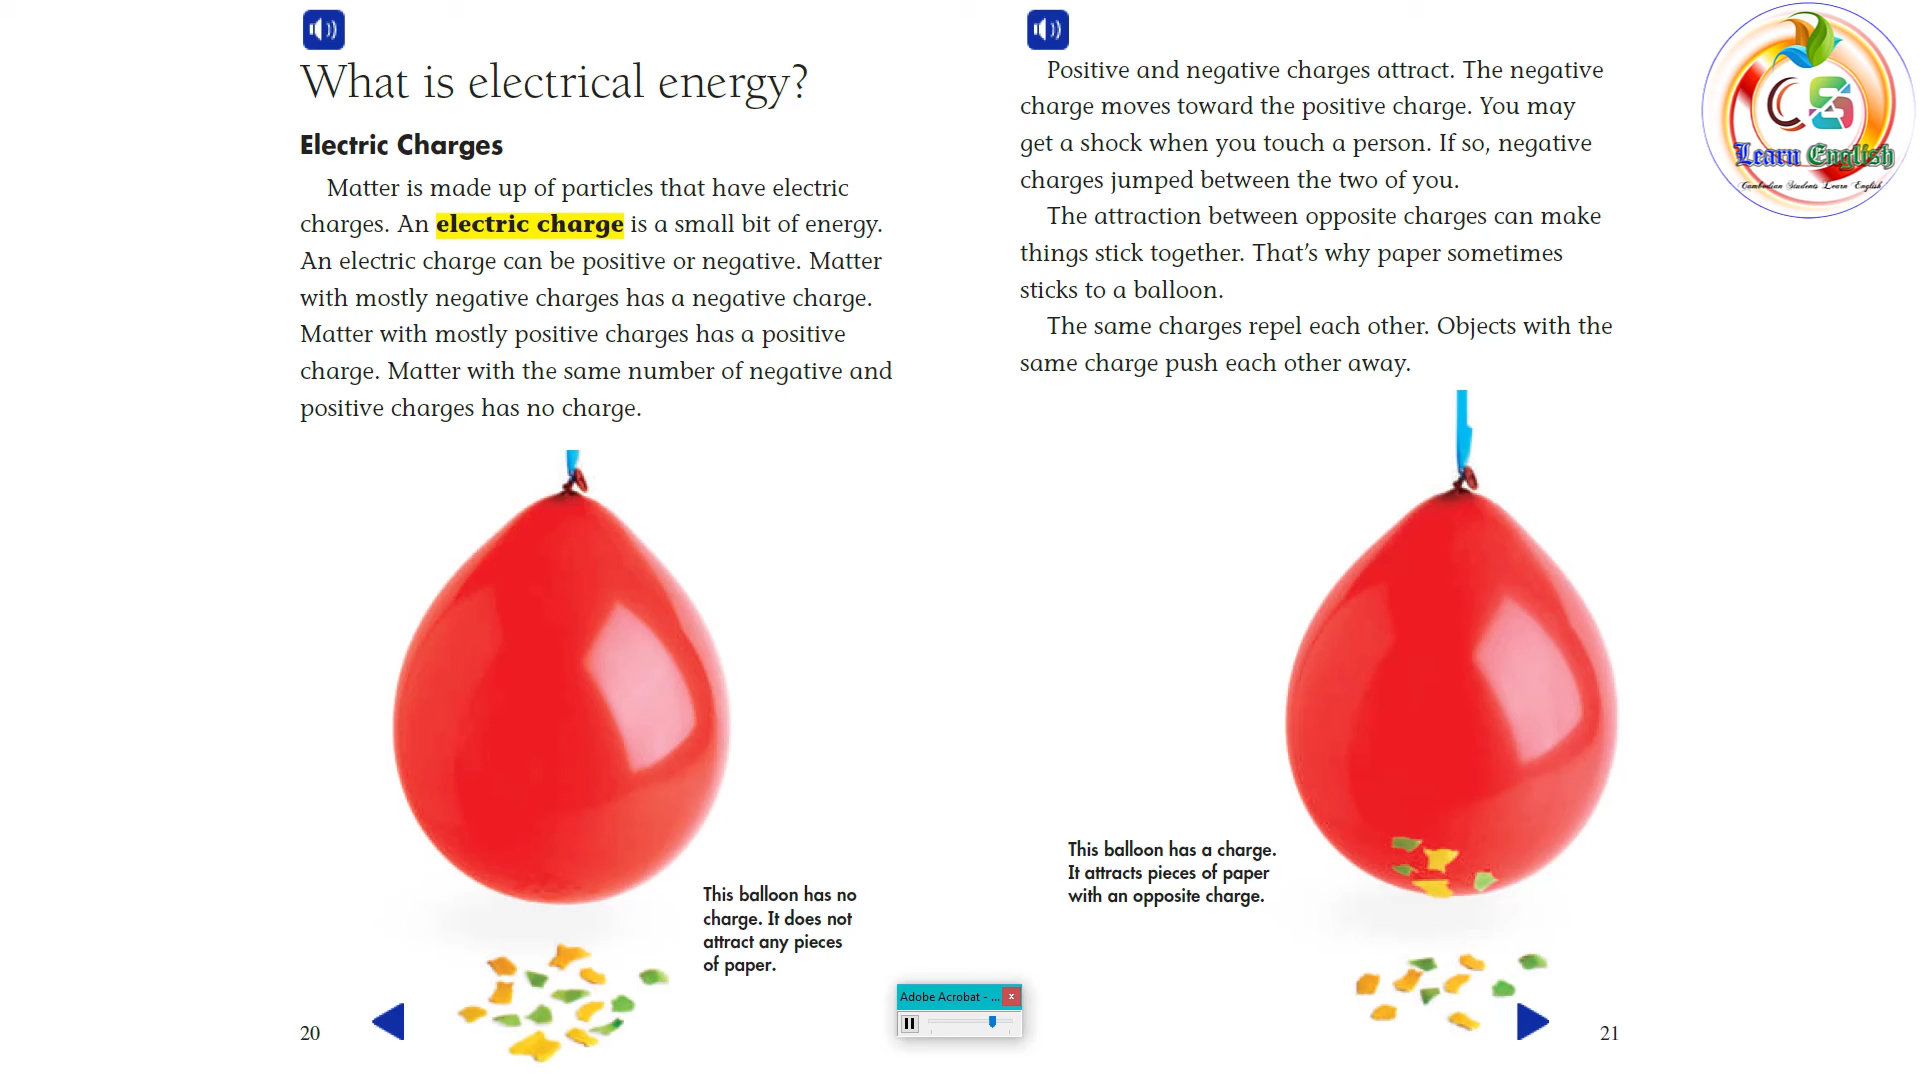 What is electrical energy?
Electric Charges
Matter is made up of particles that have electric
charges. An electric charge is a small bit of energy.
An electric charge can be positive or negative. Matter
with mostly negative charges has a negative charge.
Matter with mostly positive charges has a positive
charge. Matter with the same number of negative and
positive charges has no charge.
This balloon has no
charge. It does not
attract any pieces
of paper.
20
Positive and negative charges attract. The negative
charge moves toward the positive charge. You may
get a shock when you touch a person. If so, negative
charges jumped between the two of you.
The attraction between opposite charges can make
things stick together. That's why paper sometimes
sticks to a balloon.
The same charges repel each other. Objects with the
same charge push each other away.
This balloon has a charge.
It attracts pieces of paper
with an opposite charge.
21
Adobe Acrobat - ...
x
CS
Learn English
Cambodian Students Learn English